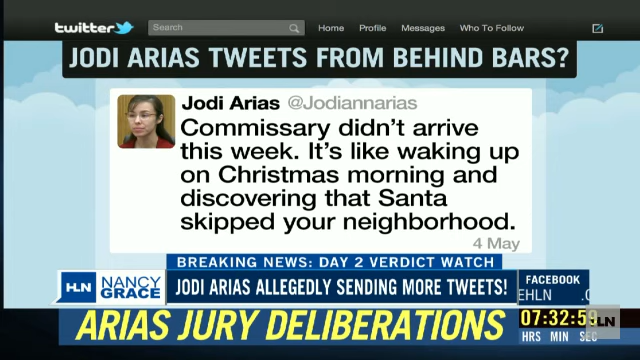 twitter
Search
Home Profile Messages Who To Follow
JODI ARIAS TWEETS FROM BEHIND BARS?
Jodi Arias @Jodiannarias
Commissary didn't arrive
this week. It's like waking up
on Christmas morning and
discovering that Santa
skipped your neighborhood.
4 May
BREAKING NEWS: DAY 2 VERDICT WATCH
HLN NANCY GRACE
JODI ARIAS ALLEGEDLY SENDING MORE TWEETS!
FACEBOOK
EHLN
ARIAS JURY DELIBERATIONS
07:32:59
HRS MIN SEC
HLN